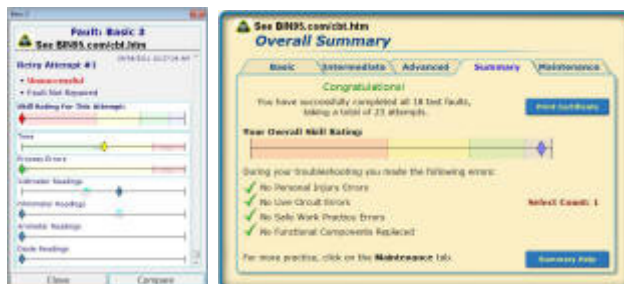 Fault: Basic 3
See BIN95.com/cbt.htm
Retry Attempt #1
• Unsuccessful
• Fault Not Repaired
Skill Rating For This Attempt:
Time
Process Errors
Voltmeter Readings
Ohmmeter Readings
Ammeter Readings
Diode Readings
Close
Compare
See BIN95.com/cbt.htm
Overall Summary
Basic
Intermediate
Advanced
Summary
Maintenance
Congratulations!
You have successfully completed all 18 test faults,
taking a total of 23 attempts.
Print Certificate
Your Overall Skill Rating:
During your troubleshooting you made the following errors:
No Personal Injury Errors
No Live Circuit Errors
Select Count: 1
No Safe Work Practice Errors
No Functional Components Replaced
For more practice, click on the Maintenance tab.
Summary Help